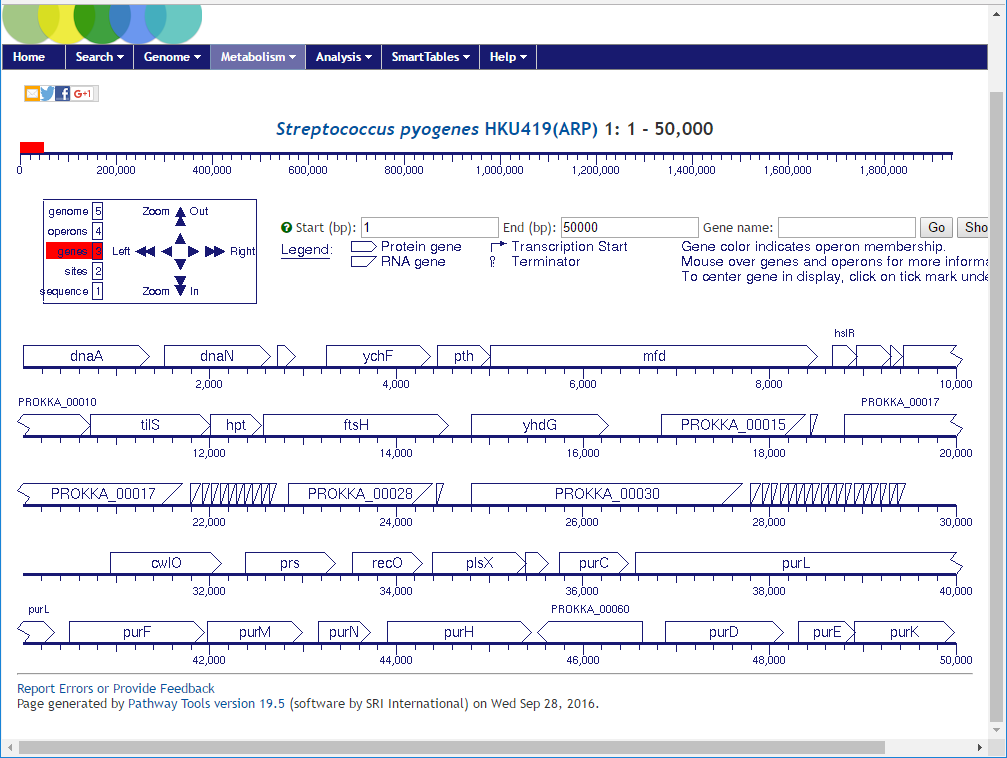 Home Search Genome Metabolism Analysis SmartTables Help
G+1
Streptococcus pyogenes HKU419(ARP) 1: 1 - 50,000
0 200,000 400,000 600,000 800,000 1,000,000 1,200,000 1,400,000 1,600,000 1,800,000
genome 5 Zoom Out
operons 4
genes 3 Left Right
sites 2
sequence 1 Zoom In
? Start (bp): 1 End (bp): 50000 Gene name: Go Sho
Legend: Protein gene Transcription Start Gene color indicates operon membership.
RNA gene Terminator Mouse over genes and operons for more informa
To center gene in display, click on tick mark unde
hslR
dnaA dnaN ychF pth mfd
2,000 4,000 6,000 8,000 10,000
PROKKA_00010 PROKKA_00017
tilS hpt ftsH yhdG PROKKA_00015
12,000 14,000 16,000 18,000 20,000
PROKKA_00017 PROKKA_00028 PROKKA_00030
22,000 24,000 26,000 28,000 30,000
cwlO prs recO plsX purC purL
32,000 34,000 36,000 38,000 40,000
purL PROKKA_00060
purF purM purN purH purD purE purK
42,000 44,000 46,000 48,000 50,000
Report Errors or Provide Feedback
Page generated by Pathway Tools version 19.5 (software by SRI International) on Wed Sep 28, 2016.